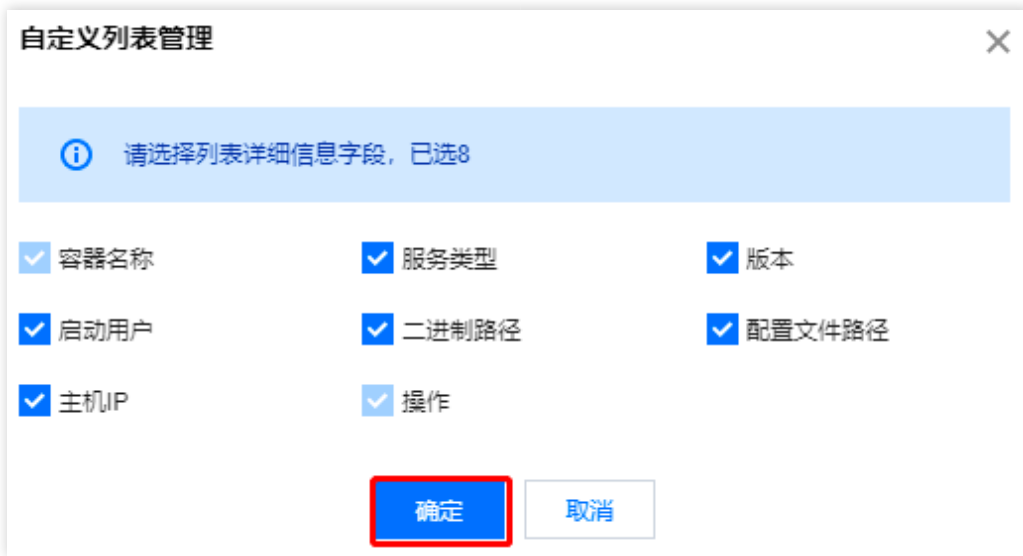 自定义列表管理
请选择列表详细信息字段，已选8
容器名称 服务类型 版本
启动用户 二进制路径 配置文件路径
主机IP 操作
确定 取消